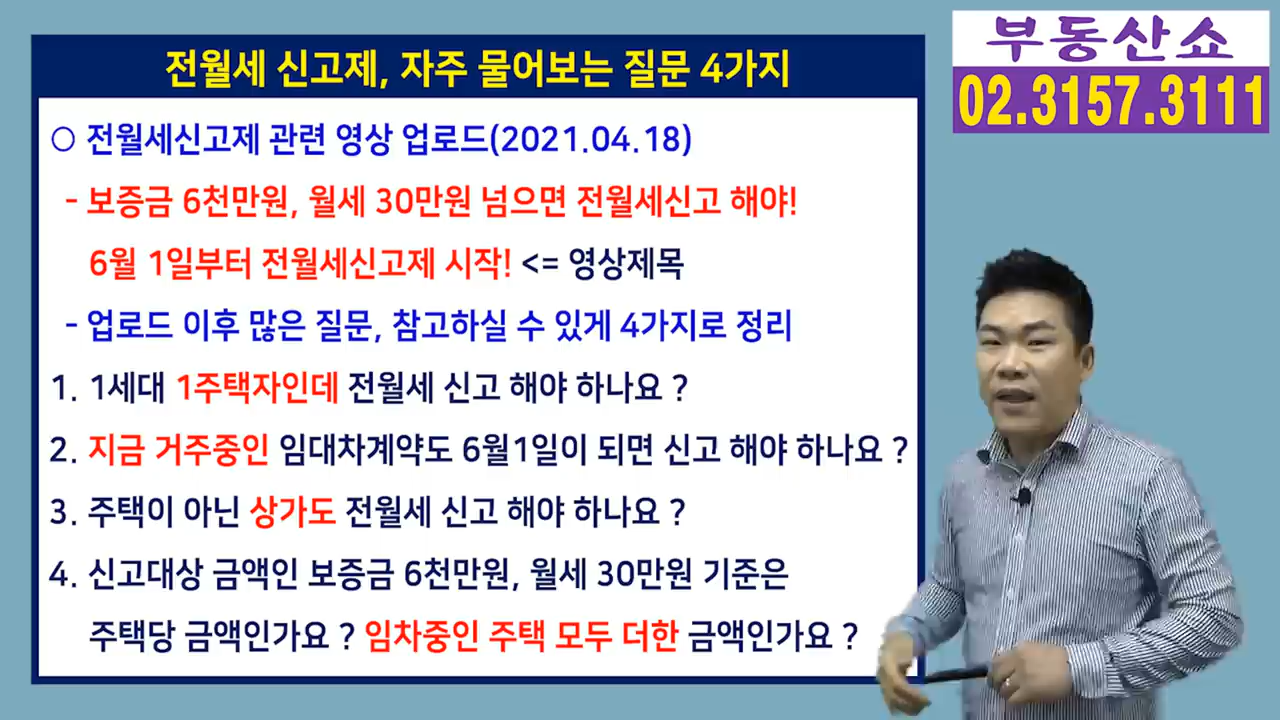 전월세 신고제, 자주 물어보는 질문 4가지
부동산쇼
02.3157.3111
○ 전월세신고제 관련 영상 업로드(2021.04.18)
- 보증금 6천만원, 월세 30만원 넘으면 전월세신고 해야!
6월 1일부터 전월세신고제 시작! <= 영상제목
- 업로드 이후 많은 질문, 참고하실 수 있게 4가지로 정리
1. 1세대 1주택자인데 전월세 신고 해야 하나요 ?
2. 지금 거주중인 임대차계약도 6월1일이 되면 신고 해야 하나요 ?
3. 주택이 아닌 상가도 전월세 신고 해야 하나요 ?
4. 신고대상 금액인 보증금 6천만원, 월세 30만원 기준은
주택당 금액인가요 ? 임차중인 주택 모두 더한 금액인가요 ?